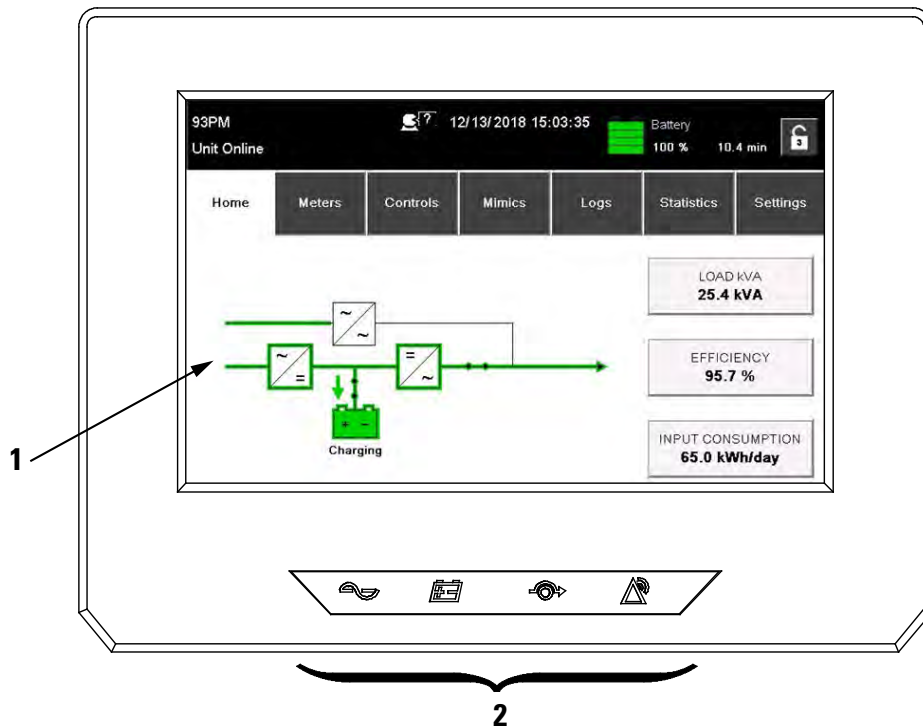 93PM
12/13/2018 15:03:35
Battery
Unit Online
100 %
10.4 min
3
Home
Meters
Controls
Mimics
Logs
Statistics
Settings
LOAD kVA
25.4 kVA
EFFICIENCY
95.7 %
INPUT CONSUMPTION
65.0 kWh/day
Charging
1
2